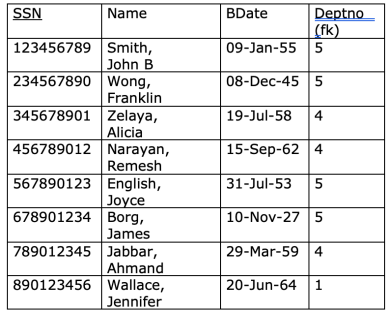 SSN Name BDate Deptno
(fk)
123456789 Smith, 09-Jan-55 5
John B
234567890 Wong, 08-Dec-45 5
Franklin
345678901 Zelaya, 19-Jul-58 4
Alicia
456789012 Narayan, 15-Sep-62 4
Remesh
567890123 English, 31-Jul-53 5
Joyce
678901234 Borg, 10-Nov-27 5
James
789012345 Jabbar, 29-Mar-59 4
Ahmand
890123456 Wallace, 20-Jun-64 1
Jennifer